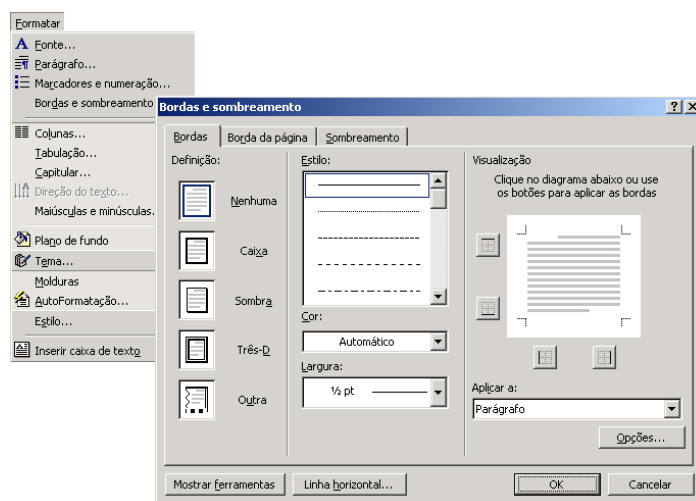 Formatar
Fonte...
Parágrafo...
Marcadores e numeração...
Bordas e sombreamento
Colunas...
Tabulação...
Capitular...
Direção do texto...
Maiúsculas e minúsculas.
Plano de fundo
Tema...
Molduras
AutoFormatação...
Estilo...
Inserir caixa de texto
Bordas e sombreamento
Bordas
Borda da página
Sombreamento
Definição:
Nenhuma
Caixa
Sombra
Três-D
Outra
Estilo:
Cor:
Automático
Largura:
½ pt
Visualização
Clique no diagrama abaixo ou use
os botões para aplicar as bordas
Aplicar a:
Parágrafo
Opções...
Mostrar ferramentas
Linha horizontal...
OK
Cancelar